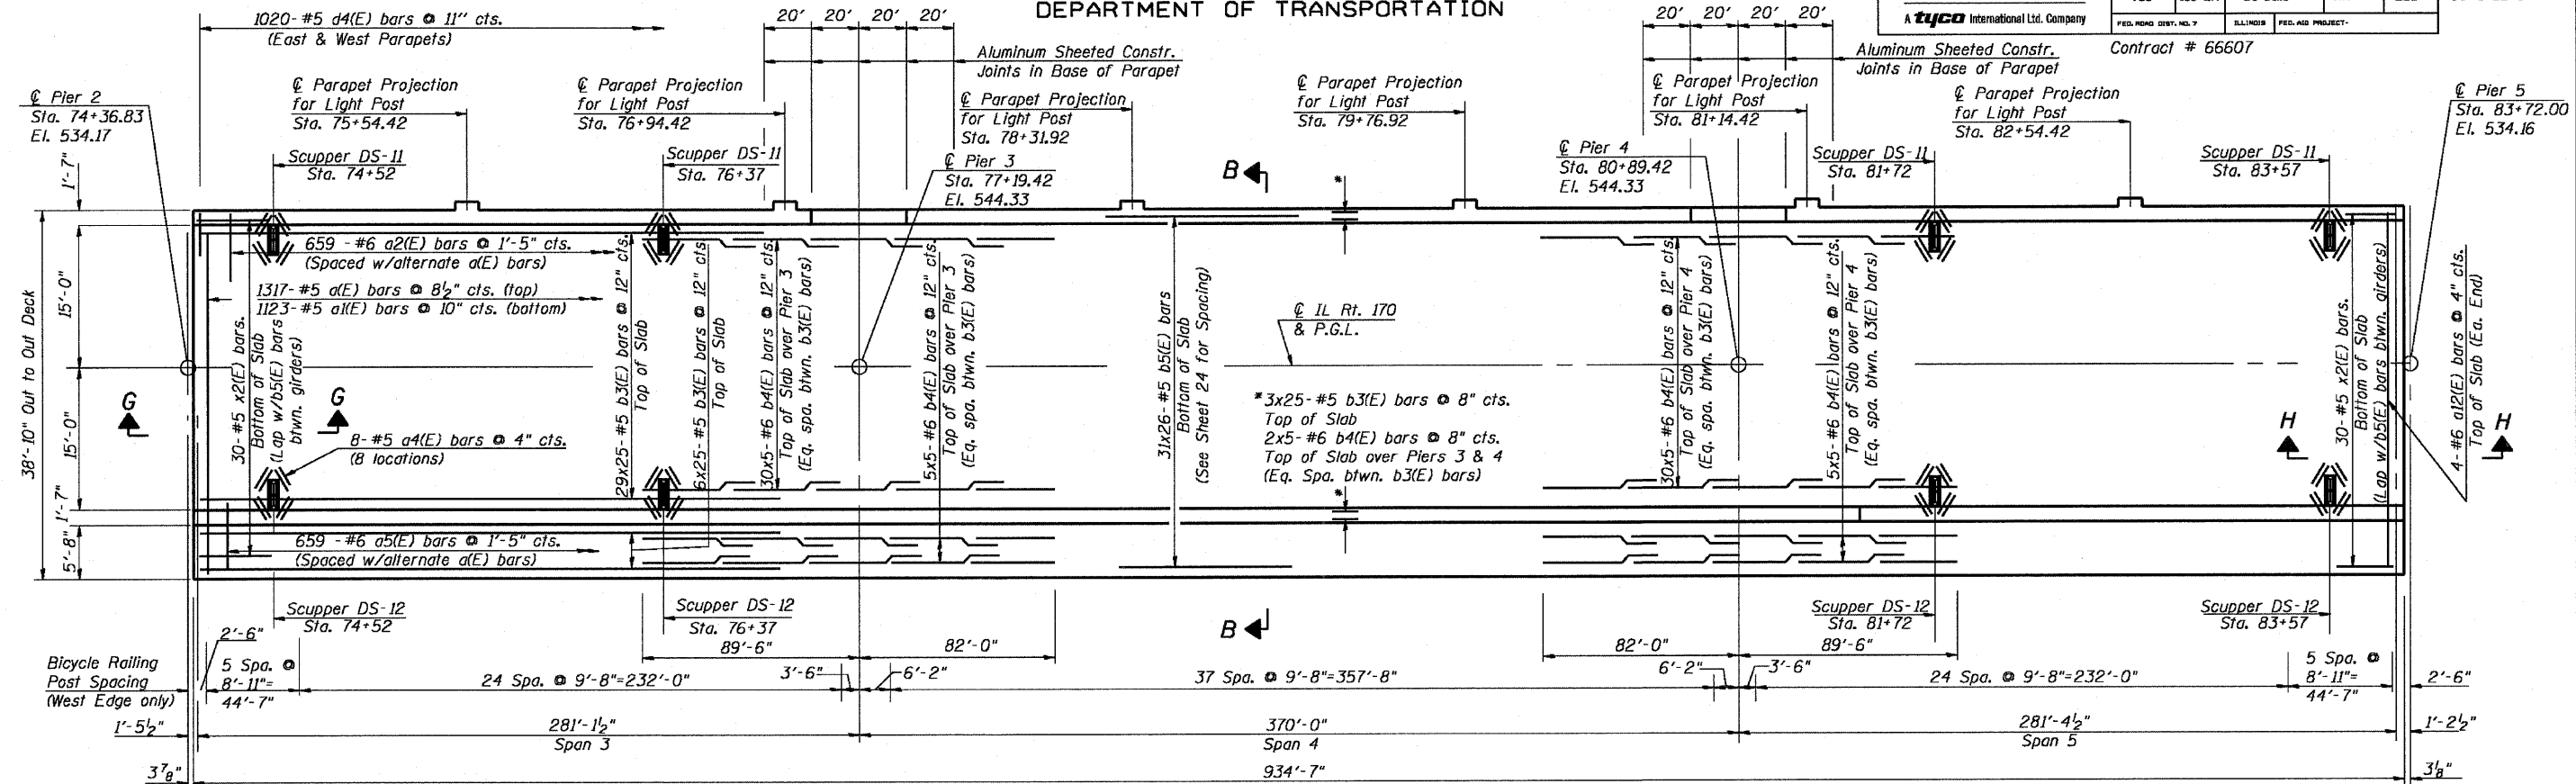 DEPARTMENT OF TRANSPORTATION
A tyco International Ltd. Company
FED. ROAD DIST. NO. 7 ILLINOIS FED. AID PROJECT-
Contract # 66607
1020-#5 d4(E) bars @ 11" cts.
(East & West Parapets)
20' 20' 20' 20'
Aluminum Sheeted Constr.
Joints in Base of Parapet
20' 20' 20' 20'
Aluminum Sheeted Constr.
Joints in Base of Parapet
℄ Pier 2
Sta. 74+36.83
El. 534.17
℄ Parapet Projection
for Light Post
Sta. 75+54.42
℄ Parapet Projection
for Light Post
Sta. 76+94.42
℄ Parapet Projection
for Light Post
Sta. 78+31.92
℄ Parapet Projection
for Light Post
Sta. 79+76.92
℄ Parapet Projection
for Light Post
Sta. 81+14.42
℄ Parapet Projection
for Light Post
Sta. 82+54.42
℄ Pier 5
Sta. 83+72.00
El. 534.16
Scupper DS-11
Sta. 74+52
Scupper DS-11
Sta. 76+37
℄ Pier 3
Sta. 77+19.42
El. 544.33
B
℄ Pier 4
Sta. 80+89.42
El. 544.33
Scupper DS-11
Sta. 81+72
Scupper DS-11
Sta. 83+57
*
1'-7"
15'-0"
15'-0"
1'-7"
5'-8"
38'-10" Out to Out Deck
659 -#6 a2(E) bars @ 1'-5" cts.
(Spaced w/alternate a(E) bars)
1317-#5 a(E) bars @ 8½" cts. (top)
1123-#5 a1(E) bars @ 10" cts. (bottom)
30-#5 x2(E) bars.
Bottom of Slab
(Lap w/b5(E) bars
btwn. girders)
29x25-#5 b3(E) bars @ 12" cts.
Top of Slab
6x25-#5 b3(E) bars @ 12" cts.
Top of Slab
30x5-#6 b4(E) bars @ 12" cts.
Top of Slab over Pier 3
(Eq. spa. btwn. b3(E) bars)
5x5-#6 b4(E) bars @ 12" cts.
Top of Slab over Pier 3
(Eq. spa. btwn. b3(E) bars)
31x26-#5 b5(E) bars
Bottom of Slab
(See Sheet 24 for Spacing)
℄ IL Rt. 170
& P.G.L.
*3x25-#5 b3(E) bars @ 8" cts.
Top of Slab
2x5-#6 b4(E) bars @ 8" cts.
Top of Slab over Piers 3 & 4
(Eq. Spa. btwn. b3(E) bars)
*
30x5-#6 b4(E) bars @ 12" cts.
Top of Slab over Pier 4
(Eq. spa. btwn. b3(E) bars)
5x5-#6 b4(E) bars @ 12" cts.
Top of Slab over Pier 4
(Eq. spa. btwn. b3(E) bars)
30-#5 x2(E) bars.
Bottom of Slab
(Lap w/b5(E) bars btwn. girders)
4-#6 a12(E) bars @ 4" cts.
Top of Slab (Ea. End)
G
G
H
H
8-#5 a4(E) bars @ 4" cts.
(8 locations)
659 -#6 a5(E) bars @ 1'-5" cts.
(Spaced w/alternate a(E) bars)
Scupper DS-12
Sta. 74+52
Scupper DS-12
Sta. 76+37
B
Scupper DS-12
Sta. 81+72
Scupper DS-12
Sta. 83+57
89'-6" 82'-0" 82'-0" 89'-6"
Bicycle Railing
Post Spacing
(West Edge only)
2'-6"
5 Spa. @
8'-11"=
44'-7"
24 Spa. @ 9'-8"=232'-0"
3'-6" 6'-2"
37 Spa. @ 9'-8"=357'-8"
6'-2" 3'-6"
24 Spa. @ 9'-8"=232'-0"
5 Spa. @
8'-11"=
44'-7"
2'-6"
1'-5½"
281'-1½"
Span 3
370'-0"
Span 4
281'-4½"
Span 5
1'-2½"
3⅞"
934'-7"
3⅛"